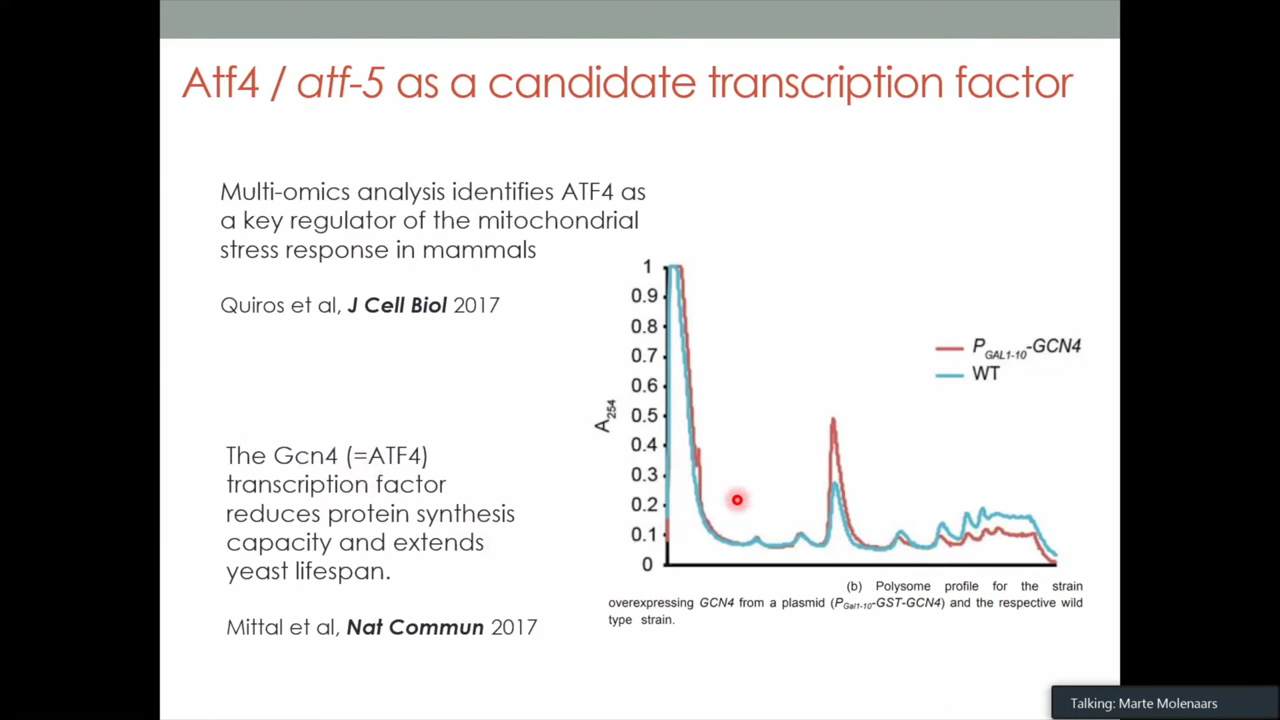 Atf4 / atf-5 as a candidate transcription factor
Multi-omics analysis identifies ATF4 as
a key regulator of the mitochondrial
stress response in mammals
Quiros et al, J Cell Biol 2017
The Gcn4 (=ATF4)
transcription factor
reduces protein synthesis
capacity and extends
yeast lifespan.
Mittal et al, Nat Commun 2017
A254
1
0.9
0.8
0.7
0.6
0.5
0.4
0.3
0.2
0.1
0
PGAL1-10-GCN4
WT
(b) Polysome profile for the strain
overexpressing GCN4 from a plasmid (PGal1-10-GST-GCN4) and the respective wild
type strain.
Talking: Marte Molenaars